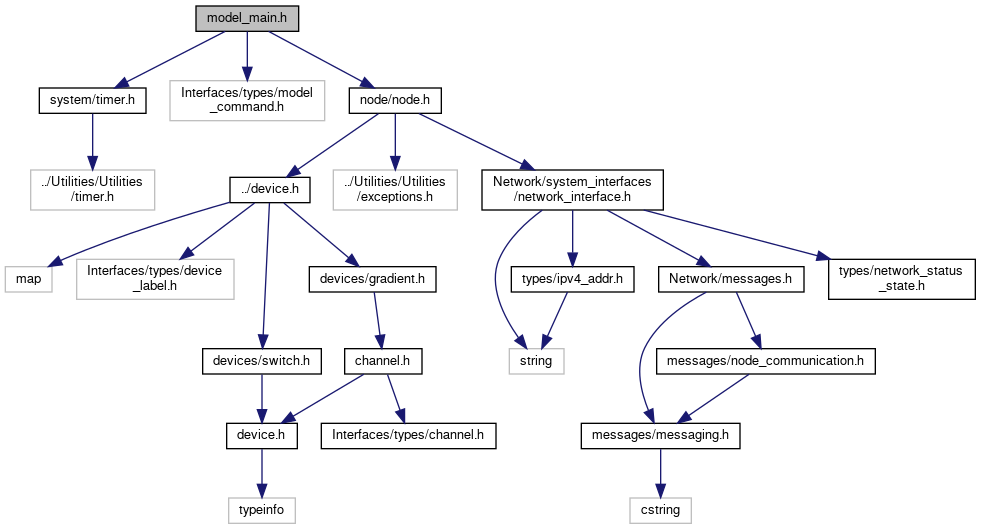 model_main.h
system/timer.h
Interfaces/types/model
_command.h
node/node.h
../Utilities/Utilities
/timer.h
../device.h
../Utilities/Utilities
/exceptions.h
Network/system_interfaces
/network_interface.h
map
Interfaces/types/device
_label.h
devices/gradient.h
types/ipv4_addr.h
Network/messages.h
types/network_status
_state.h
devices/switch.h
channel.h
string
messages/node_communication.h
device.h
Interfaces/types/channel.h
messages/messaging.h
typeinfo
cstring